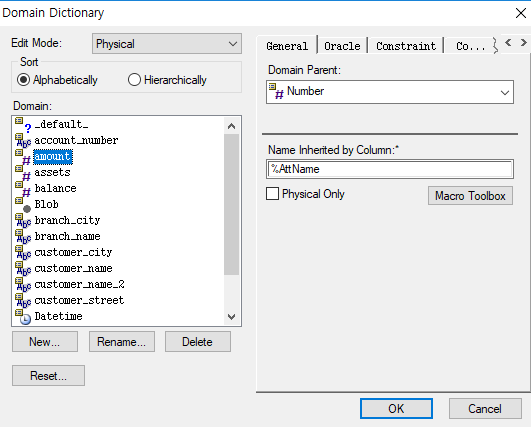 Domain Dictionary
Edit Mode:
Physical
Sort
Alphabetically
Hierarchically
Domain:
_default_
account_number
amount
assets
balance
Blob
branch_city
branch_name
customer_city
customer_name
customer_name_2
customer_street
Datetime
New...
Rename...
Delete
Reset...
General
Oracle
Constraint
Co...
Domain Parent:
Number
Name Inherited by Column:*
%AttName
Physical Only
Macro Toolbox
OK
Cancel